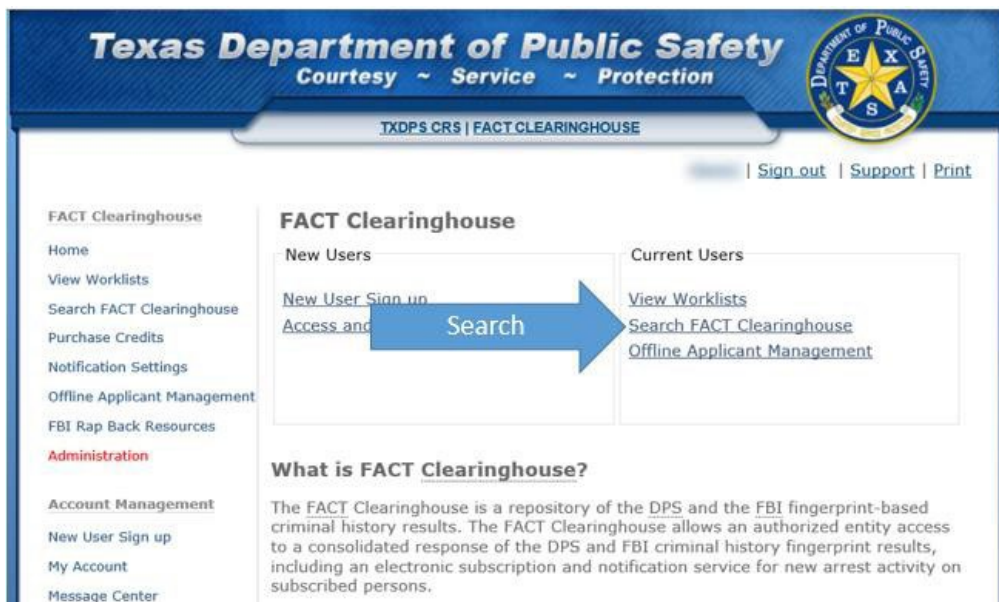 Texas Department of Public Safety
Courtesy ~ Service ~ Protection
DEPARTMENT OF PUBLIC SAFETY
TEXAS
TXDPS CRS | FACT CLEARINGHOUSE
| Sign out | Support | Print
FACT Clearinghouse
Home
View Worklists
Search FACT Clearinghouse
Purchase Credits
Notification Settings
Offline Applicant Management
FBI Rap Back Resources
Administration
Account Management
New User Sign up
My Account
Message Center
FACT Clearinghouse
New Users
New User Sign up
Access and
Search
Current Users
View Worklists
Search FACT Clearinghouse
Offline Applicant Management
What is FACT Clearinghouse?
The FACT Clearinghouse is a repository of the DPS and the FBI fingerprint-based
criminal history results. The FACT Clearinghouse allows an authorized entity access
to a consolidated response of the DPS and FBI criminal history fingerprint results,
including an electronic subscription and notification service for new arrest activity on
subscribed persons.